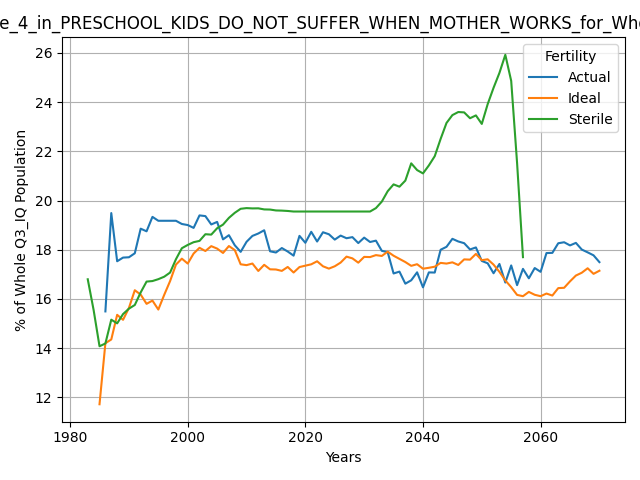 e_4_in_PRESCHOOL_KIDS_DO_NOT_SUFFER_WHEN_MOTHER_WORKS_for_Who
Fertility
Actual
Ideal
Sterile
% of Whole Q3_IQ Population
26
24
22
20
18
16
14
12
1980
2000
2020
2040
2060
Years